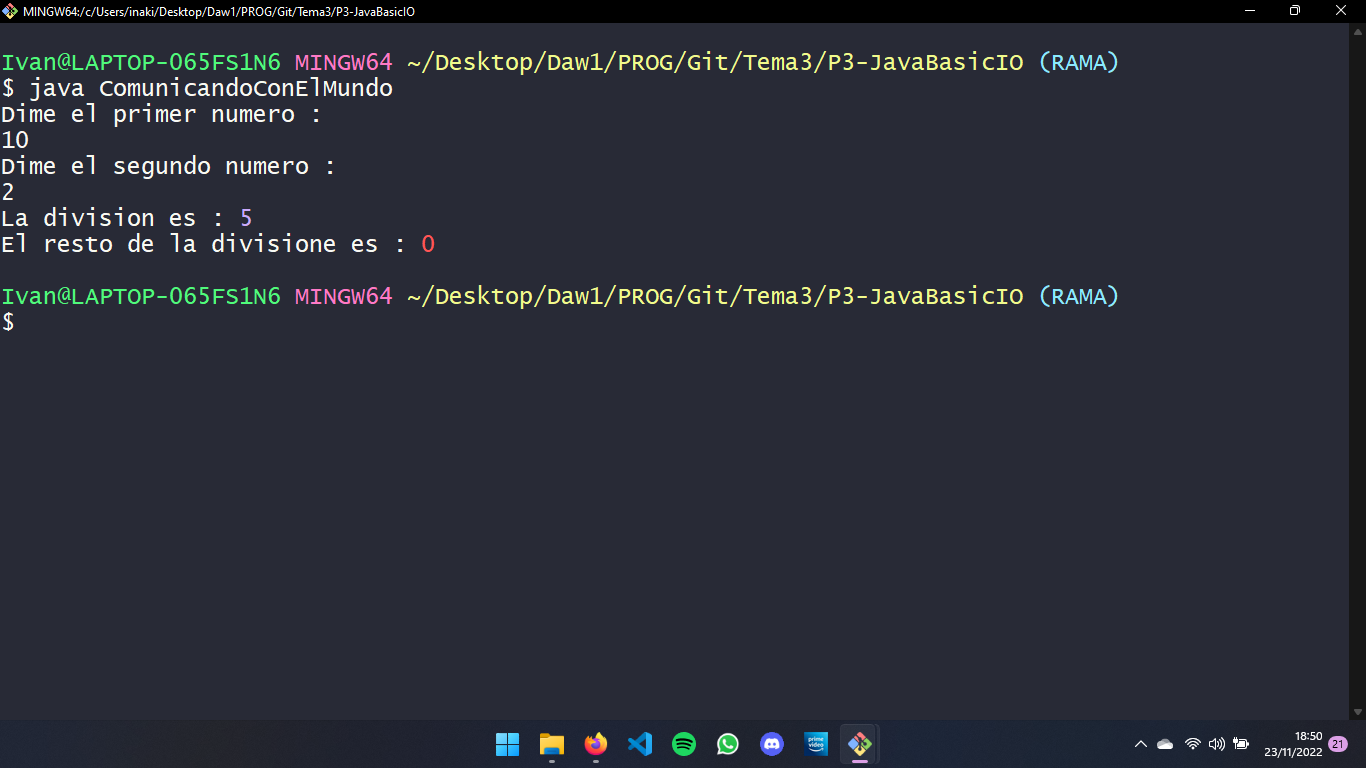 MINGW64:/c/Users/inaki/Desktop/Daw1/PROG/Git/Tema3/P3-JavaBasicIO
Ivan@LAPTOP-065FS1N6 MINGW64 ~/Desktop/Daw1/PROG/Git/Tema3/P3-JavaBasicIO (RAMA)
$ java ComunicandoConElMundo
Dime el primer numero :
10
Dime el segundo numero :
2
La division es : 5
El resto de la divisione es : 0
Ivan@LAPTOP-065FS1N6 MINGW64 ~/Desktop/Daw1/PROG/Git/Tema3/P3-JavaBasicIO (RAMA)
$
prime
video
18:50
23/11/2022
21